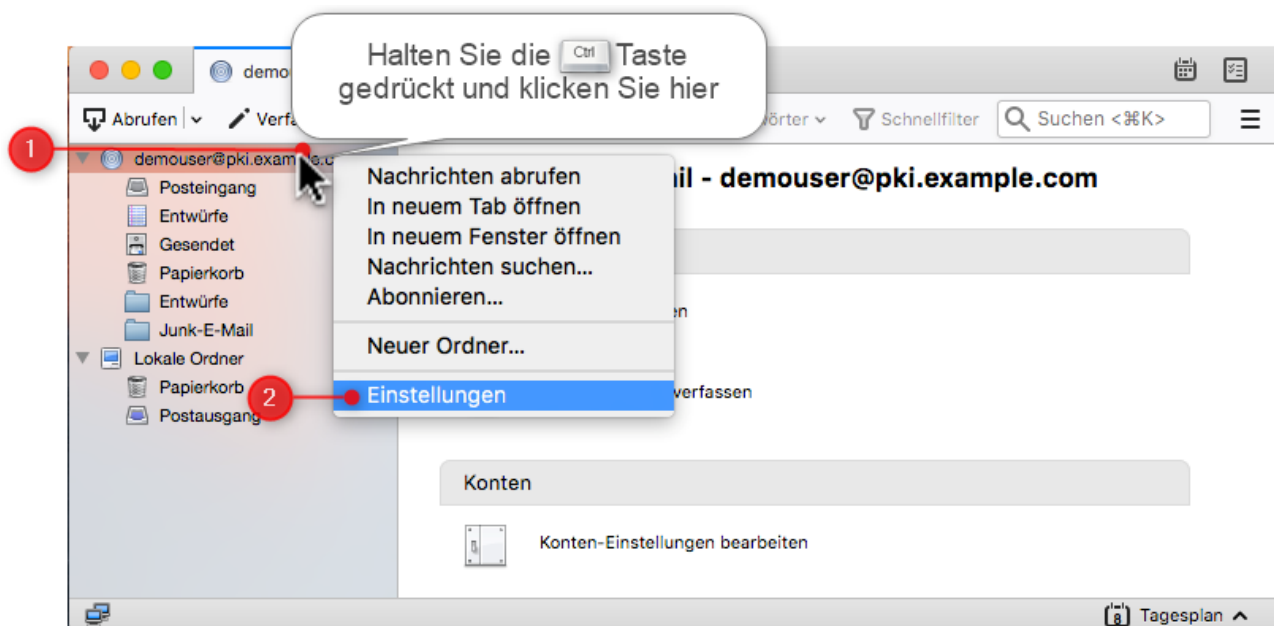 Halten Sie die Ctrl Taste
gedrückt und klicken Sie hier
Abrufen
Suchen <⌘K>
Schnellfilter
1
demouser@pki.example.c
Posteingang
Entwürfe
Gesendet
Papierkorb
Entwürfe
Junk-E-Mail
Lokale Ordner
Papierkorb
Postausgang
2
Nachrichten abrufen
In neuem Tab öffnen
In neuem Fenster öffnen
Nachrichten suchen...
Abonnieren...
Neuer Ordner...
Einstellungen
- demouser@pki.example.com
verfassen
Konten
Konten-Einstellungen bearbeiten
8 Tagesplan